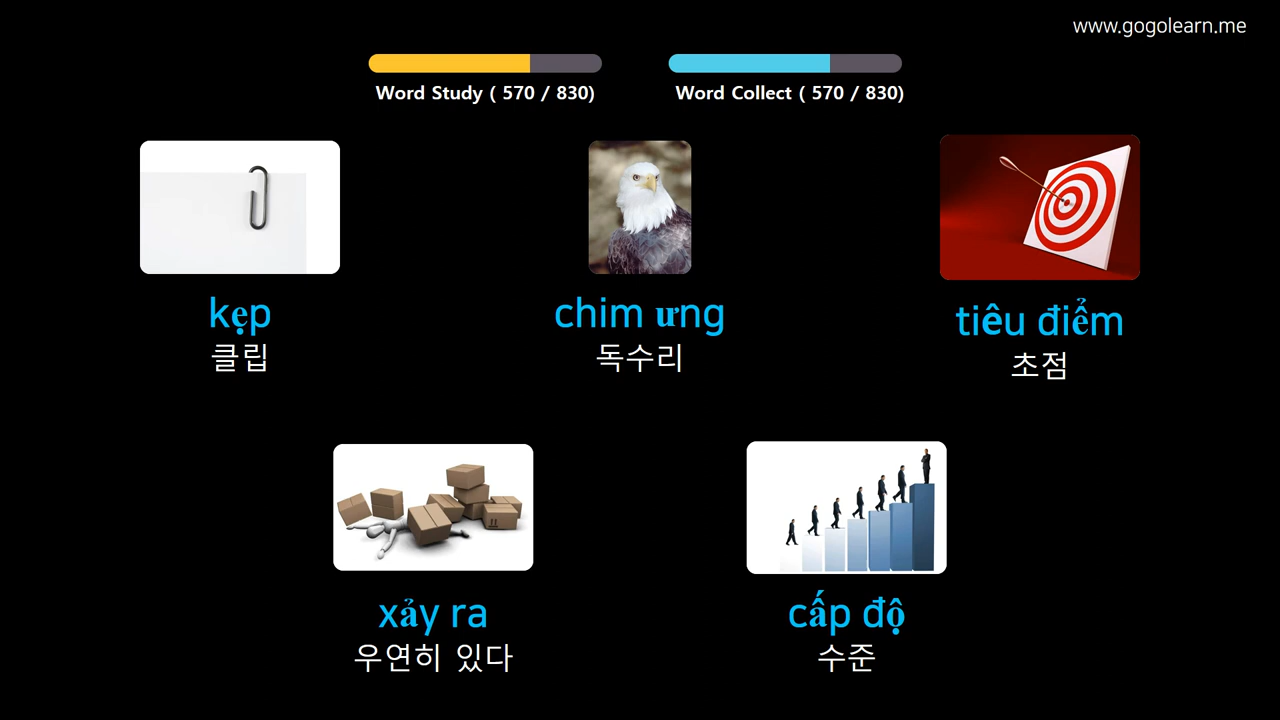 www.gogolearn.me
Word Study ( 570 / 830)
Word Collect ( 570 / 830)
kẹp
클립
chim ưng
독수리
tiêu điểm
초점
xảy ra
우연히 있다
cấp độ
수준